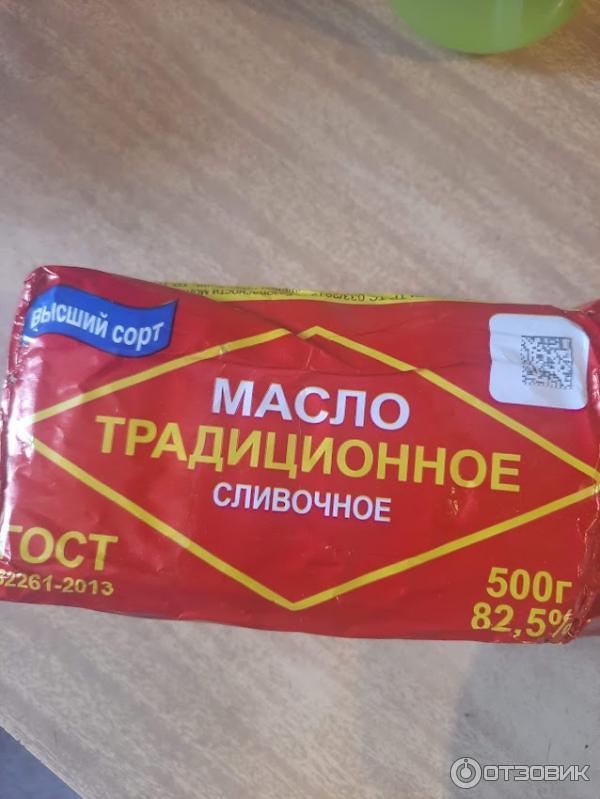 ВЫСШИЙ СОРТ
МАСЛО
ТРАДИЦИОННОЕ
СЛИВОЧНОЕ
ГОСТ
32261-2013
500г
82,5%
ОТЗОВИК